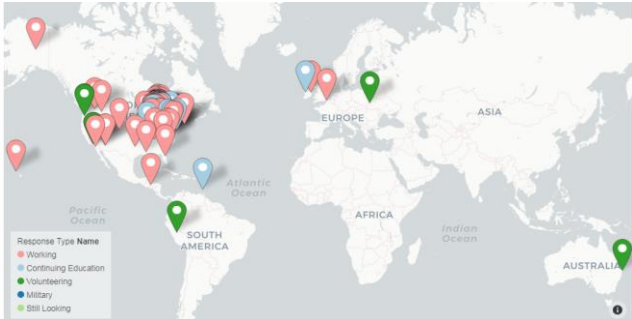 EUROPE
ASIA
Atlantic
Ocean
Pacific
Ocean
AFRICA
Indian
Ocean
SOUTH
AMERICA
AUSTRALIA
Response Type Name
Working
Continuing Education
Volunteering
Military
Still Looking